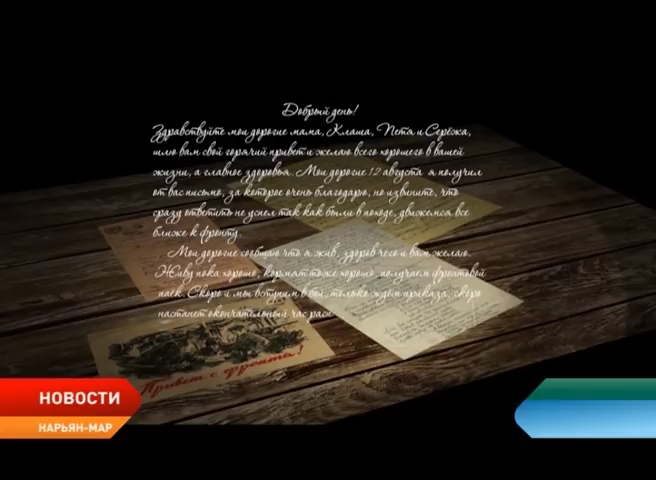 Добрый день!
Здравствуйте мои дорогие мама, Клаша, Петя и Серёжа,
шлю вам свой горячий привет и желаю всего хорошего в вашей
жизни, а главное здоровья. Мои дорогие 12 августа я получил
от вас письмо, за которое очень благодарю, но извините, что
сразу ответить не успел так как были в походе, движемся все
ближе к фронту.
Мои дорогие сообщаю что я жив, здоров чего и вам желаю.
Живу пока хорошо, кормят тоже хорошо, получаем фронтовой
паёк. Скоро и мы вступим в бой, только ждем приказа, скоро
настанет окончательный час расп
Привет с фронта!
НОВОСТИ
НАРЬЯН-МАР